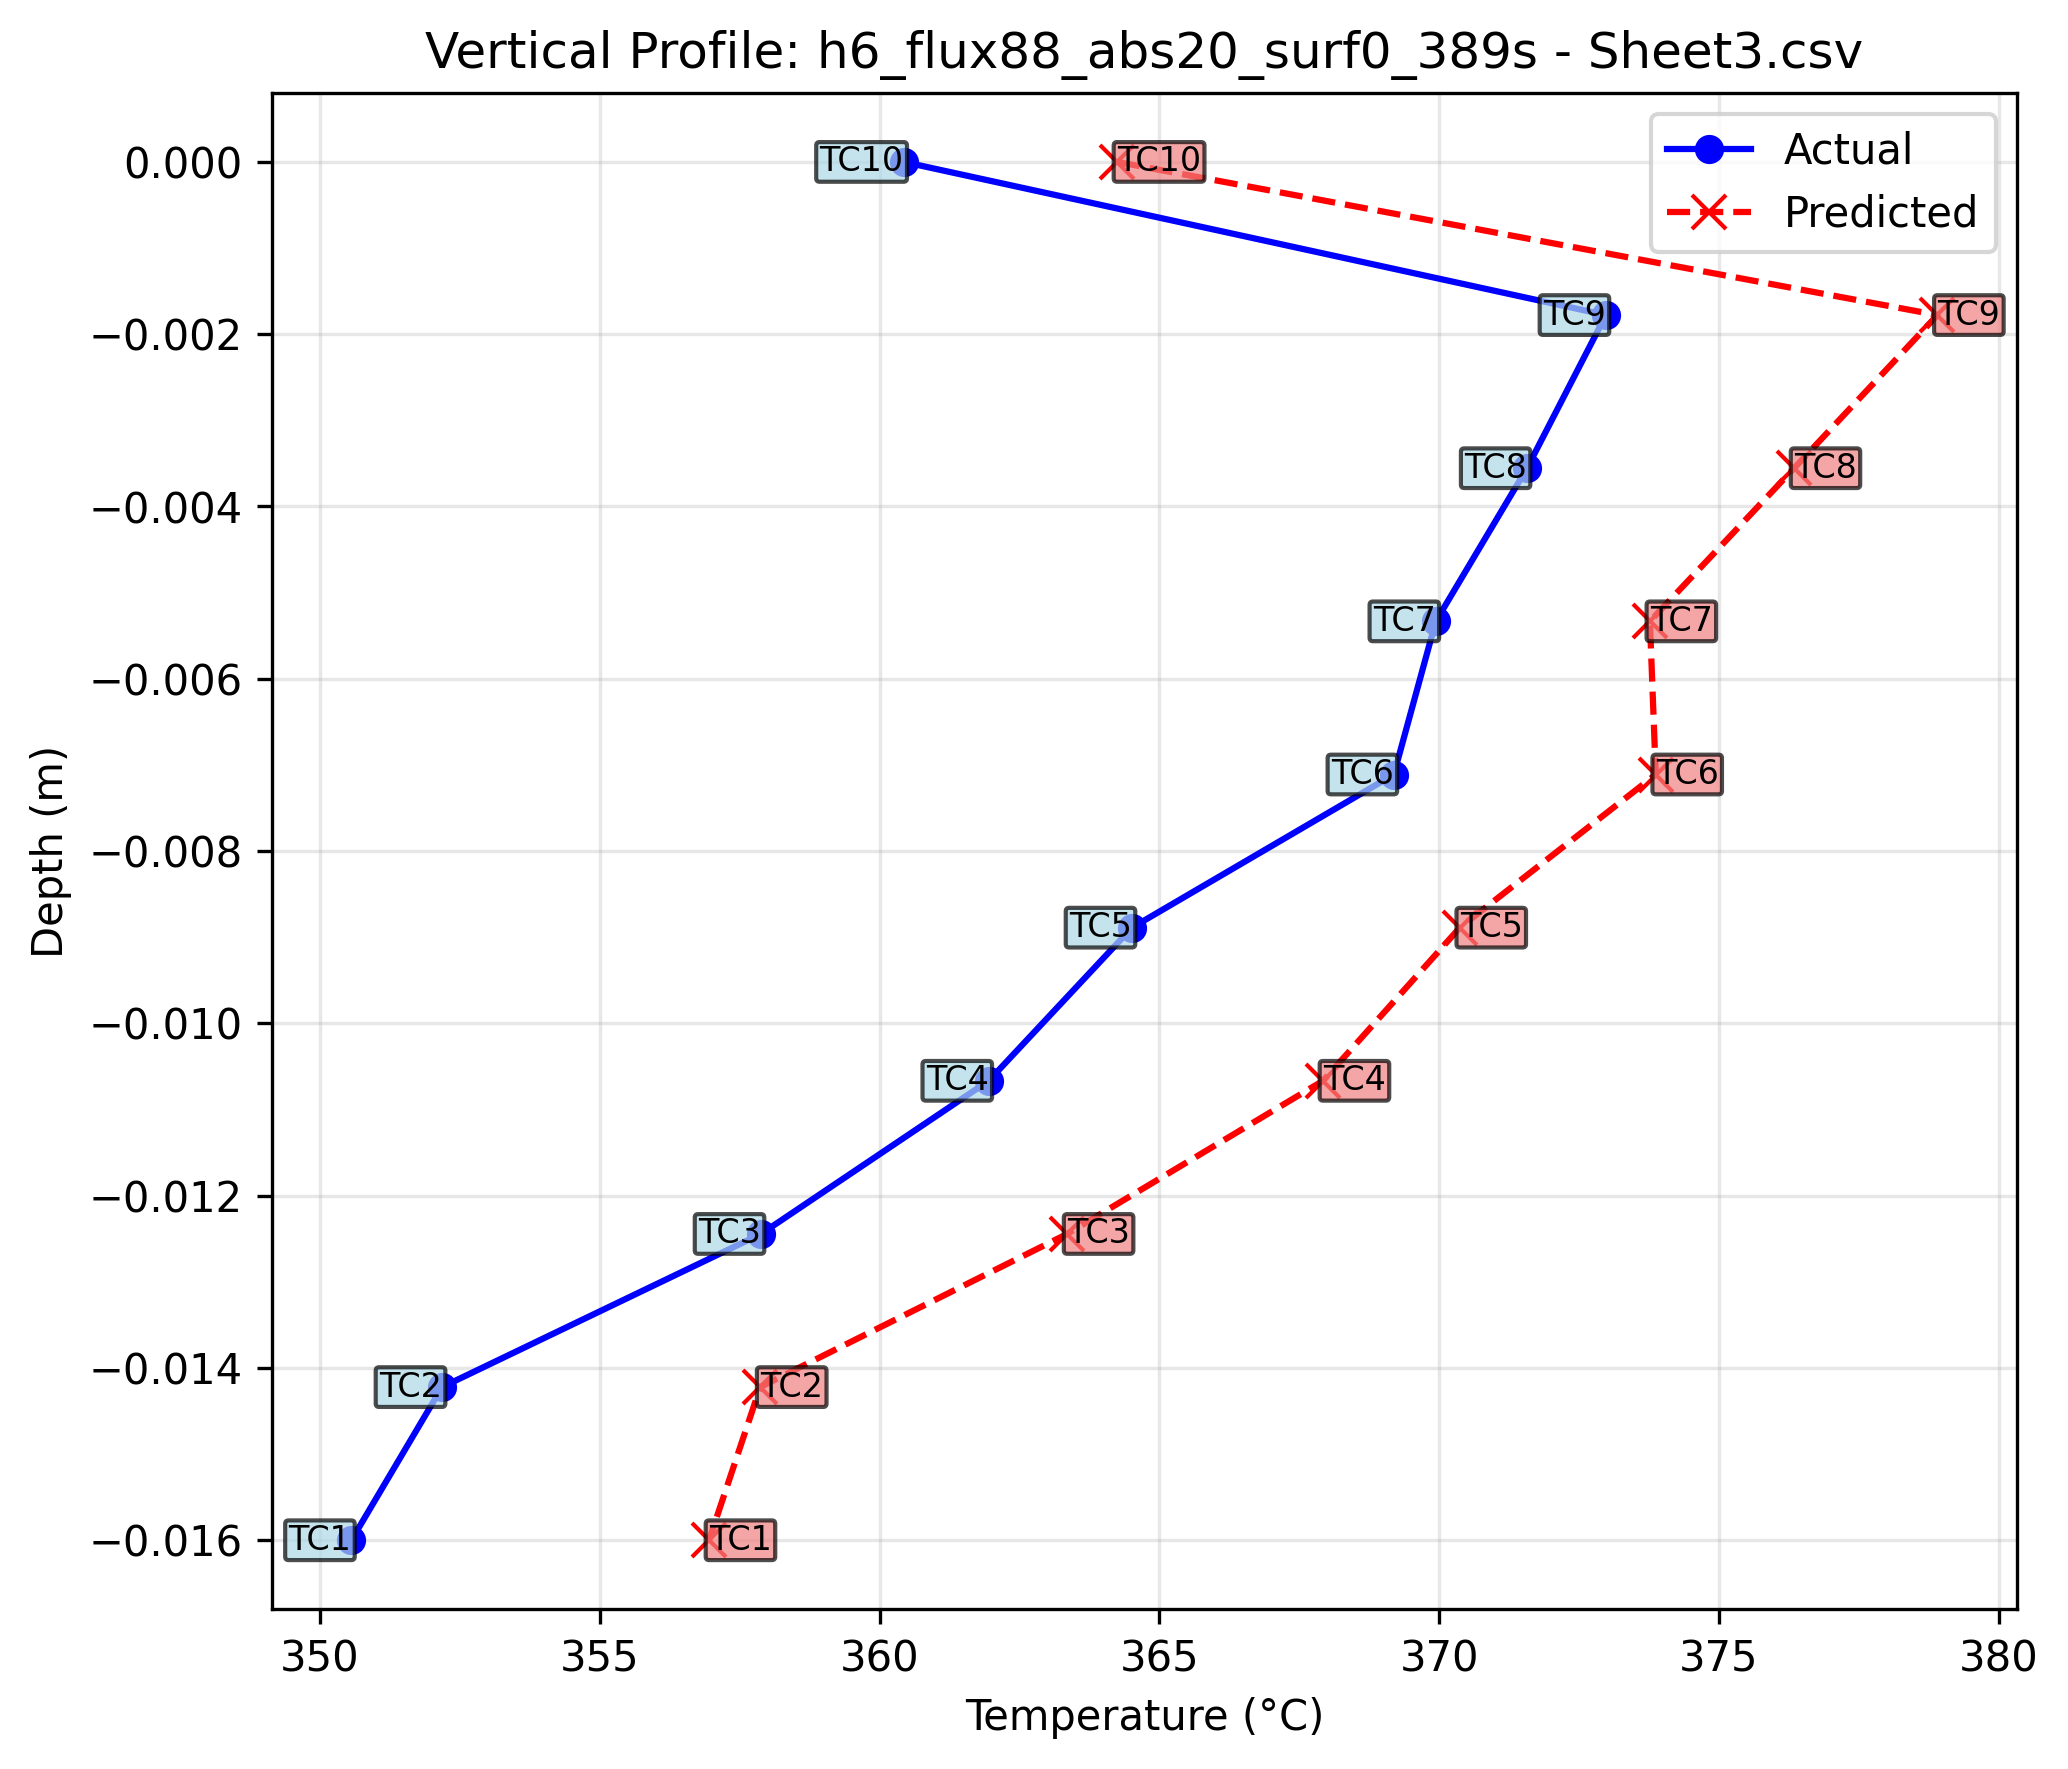 Vertical Profile: h6_flux88_abs20_surf0_389s - Sheet3.csv
Actual
Predicted
0.000
−0.002
−0.004
−0.006
−0.008
−0.010
−0.012
−0.014
−0.016
Depth (m)
TC10
TC10
TC9
TC9
TC8
TC8
TC7
TC7
TC6
TC6
TC5
TC5
TC4
TC4
TC3
TC3
TC2
TC2
TC1
TC1
350
355
360
365
370
375
380
Temperature (°C)